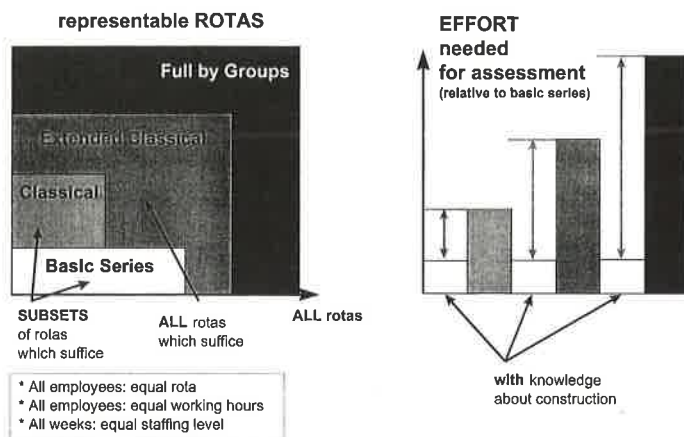 representable ROTAS
Full by Groups
Extended Classical
Classical
Basic Series
SUBSETS
of rotas
which suffice
ALL rotas
which suffice
ALL rotas
* All employees: equal rota
* All employees: equal working hours
* All weeks: equal staffing level
EFFORT
needed
for assessment
(relative to basic series)
with knowledge
about construction